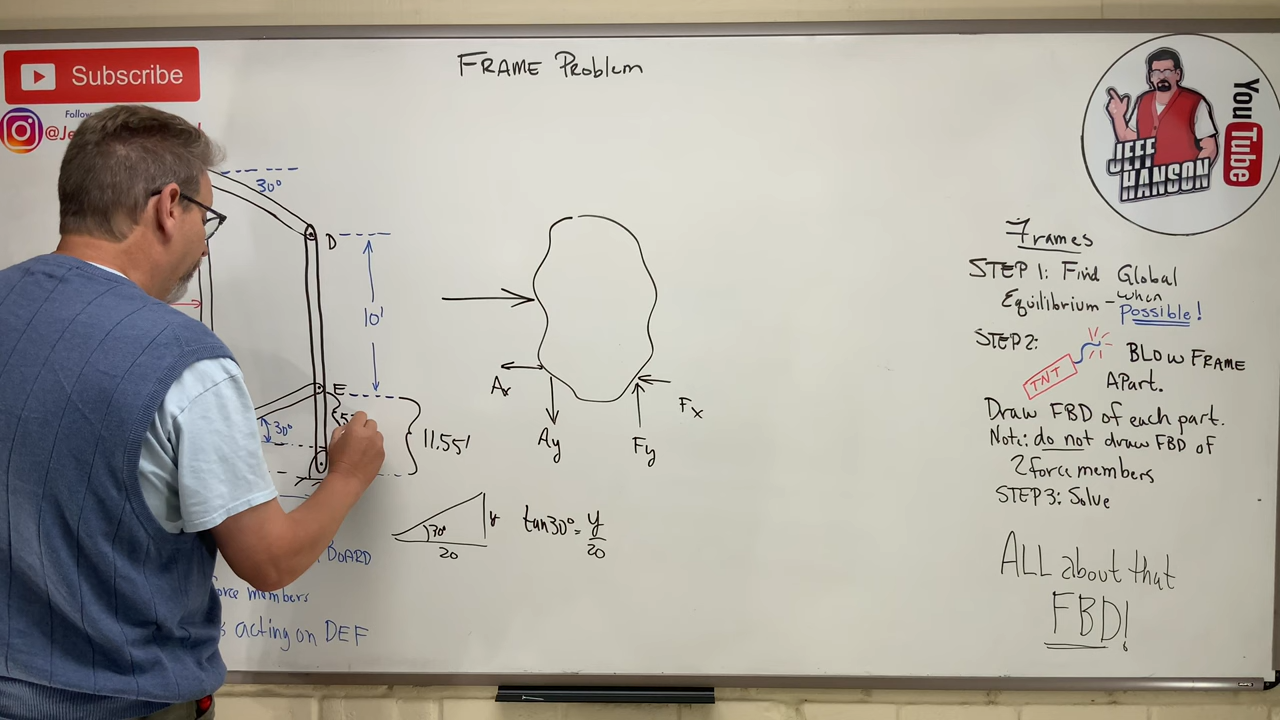 FRAME Problem
Subscribe
Follow
30°
D
10'
E
30°
11.55'
BOARD
Force members
acting on DEF
Ax
Ay
Fy
Fx
30°
20
y
tan30° = y
20
Frames
STEP 1: Find Global
Equilibrium - when
Possible!
STEP 2:
TNT
BLOW FRAME
APart.
Draw FBD of each part.
Note: do not draw FBD of
2 force members
STEP 3: Solve
ALL about that
FBD!
JEFF
HANSON
YouTube